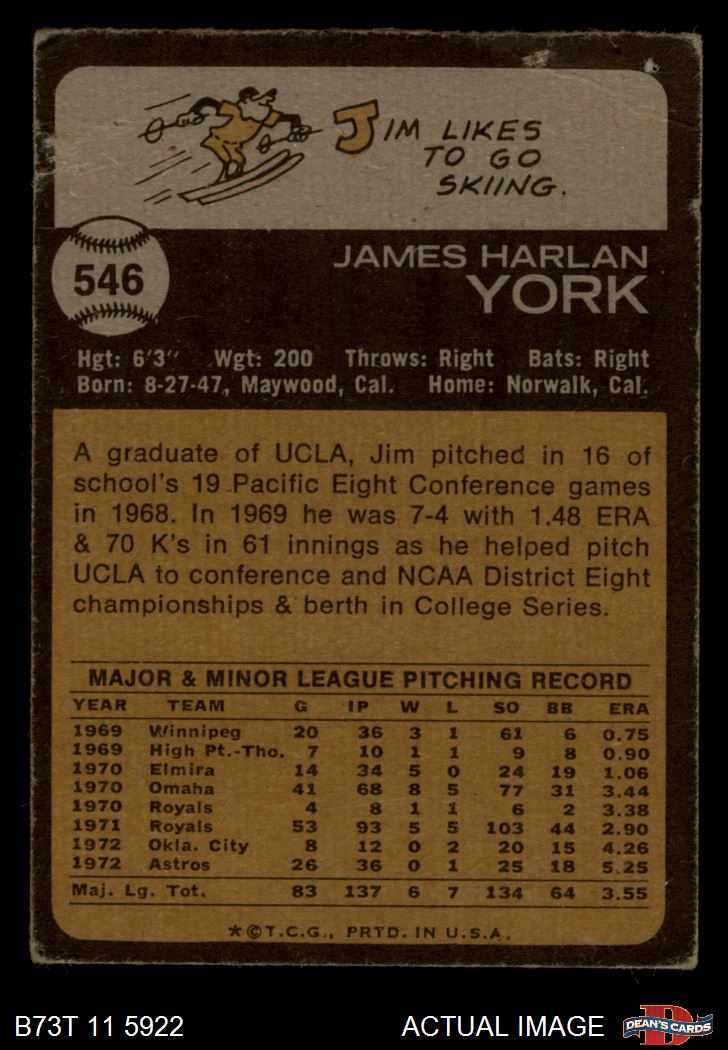 JIM LIKES
TO GO
SKIING.
546
JAMES HARLAN
YORK
Hgt: 6'3" Wgt: 200 Throws: Right Bats: Right
Born: 8-27-47, Maywood, Cal. Home: Norwalk, Cal.
A graduate of UCLA, Jim pitched in 16 of
school's 19 Pacific Eight Conference games
in 1968. In 1969 he was 7-4 with 1.48 ERA
& 70 K's in 61 innings as he helped pitch
UCLA to conference and NCAA District Eight
championships & berth in College Series.
MAJOR & MINOR LEAGUE PITCHING RECORD
YEAR TEAM G IP W L SO BB ERA
1969 Winnipeg 20 36 3 1 61 6 0.75
1969 High Pt.-Tho. 7 10 1 1 9 8 0.90
1970 Elmira 14 34 5 0 24 19 1.06
1970 Omaha 41 68 8 5 77 31 3.44
1970 Royals 4 8 1 1 6 2 3.38
1971 Royals 53 93 5 5 103 44 2.90
1972 Okla. City 8 12 0 2 20 15 4.26
1972 Astros 26 36 0 1 25 18 5.25
Maj. Lg. Tot. 83 137 6 7 134 64 3.55
*©T.C.G., PRTD. IN U.S.A.
B73T 11 5922 ACTUAL IMAGE
D
DEAN'S CARDS